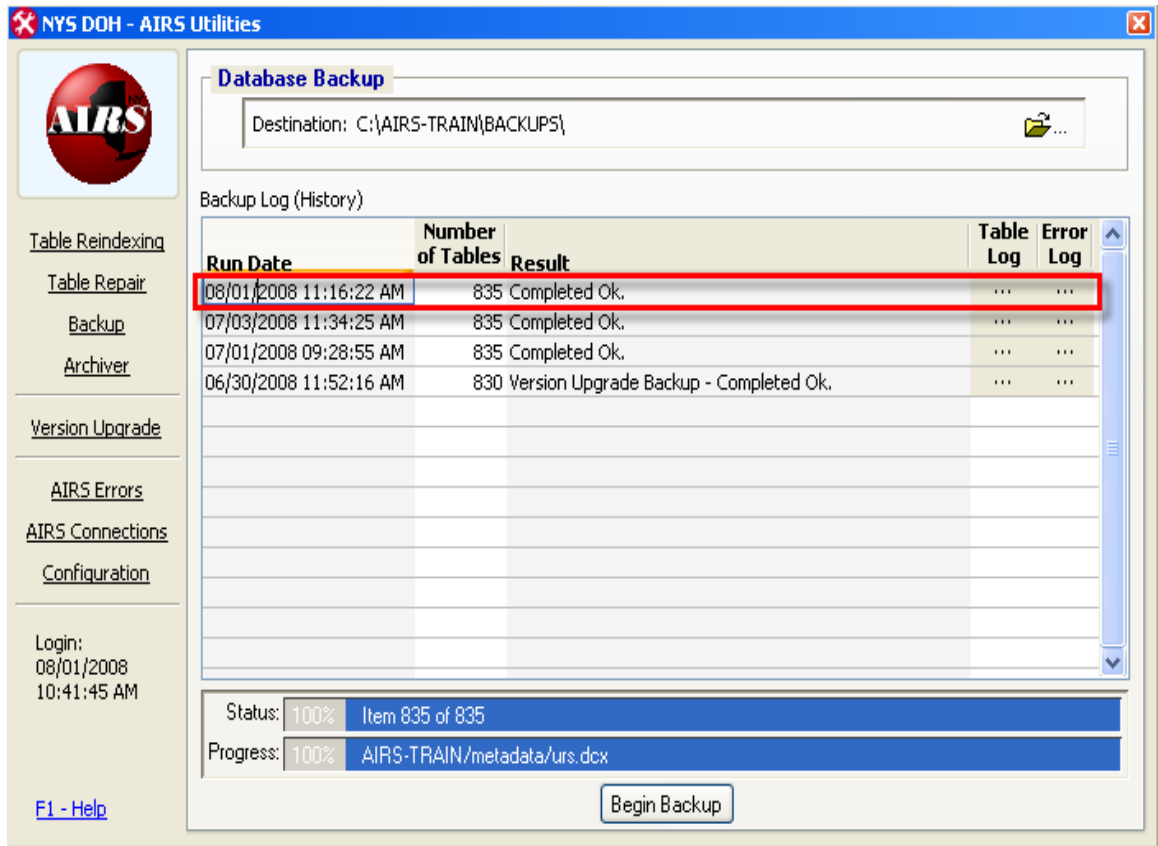 NYS DOH - AIRS Utilities
NY
AIRS
Table Reindexing
Table Repair
Backup
Archiver
Version Upgrade
AIRS Errors
AIRS Connections
Configuration
Login:
08/01/2008
10:41:45 AM
F1 - Help
Database Backup
Destination: C:\AIRS-TRAIN\BACKUPS\
...
Backup Log (History)
Run Date Number of Tables Result Table Log Error Log
08/01/2008 11:16:22 AM 835 Completed Ok. ... ...
07/03/2008 11:34:25 AM 835 Completed Ok. ... ...
07/01/2008 09:28:55 AM 835 Completed Ok. ... ...
06/30/2008 11:52:16 AM 830 Version Upgrade Backup - Completed Ok. ... ...
Status: 100% Item 835 of 835
Progress: 100% AIRS-TRAIN/metadata/urs.dcx
Begin Backup